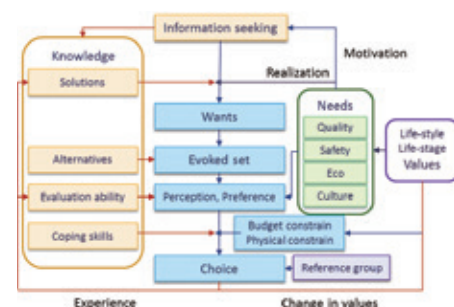 Information seeking
Knowledge
Motivation
Realization
Solutions
Needs
Wants
Quality
Life-style
Life-stage
Values
Safety
Alternatives
Evoked set
Eco
Evaluation ability
Perception, Preference
Culture
Coping skills
Budget constrain
Physical constrain
Choice
Reference group
Experience
Change in values